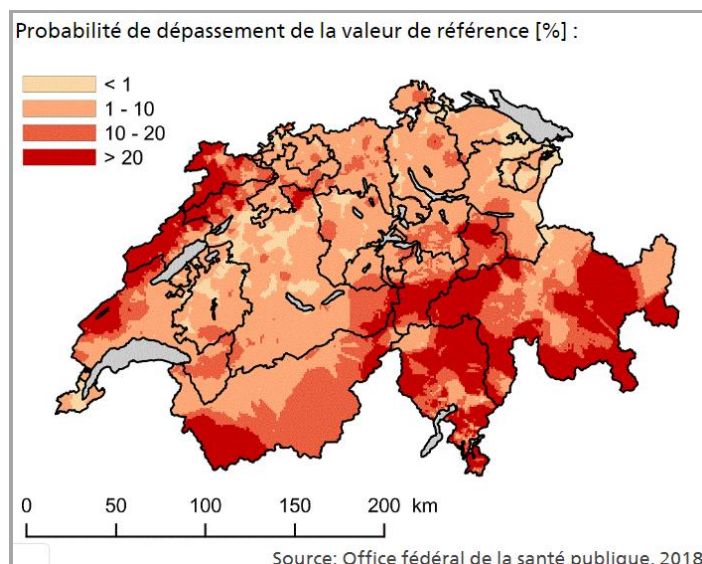 Probabilité de dépassement de la valeur de référence [%] :
< 1
1 - 10
10 - 20
> 20
0 50 100 150 200 km
Source: Office fédéral de la santé publique, 2018